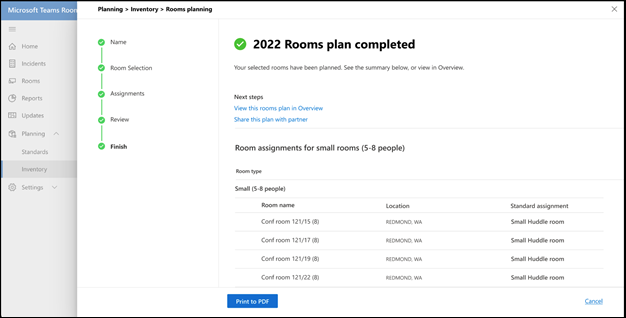 Microsoft Teams Room
Planning > Inventory > Rooms planning
Home
Incidents
Rooms
Reports
Updates
Planning
Standards
Inventory
Settings
Name
Room Selection
Assignments
Review
Finish
2022 Rooms plan completed
Your selected rooms have been planned. See the summary below, or view in Overview.
Next steps
View this rooms plan in Overview
Share this plan with partner
Room assignments for small rooms (5-8 people)
Room type
Small (5-8 people)
Room name Location Standard assignment
Conf room 121/15 (8) REDMOND, WA Small Huddle room
Conf room 121/17 (8) REDMOND, WA Small Huddle room
Conf room 121/19 (8) REDMOND, WA Small Huddle room
Conf room 121/22 (8) REDMOND, WA Small Huddle room
Print to PDF
Cancel